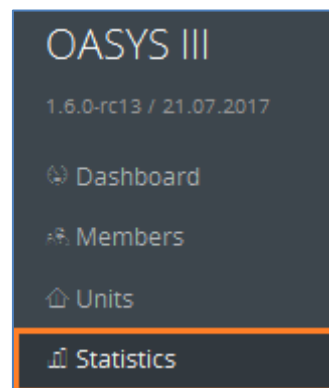 OASYS III
1.6.0-rc13 / 21.07.2017
Dashboard
Members
Units
Statistics